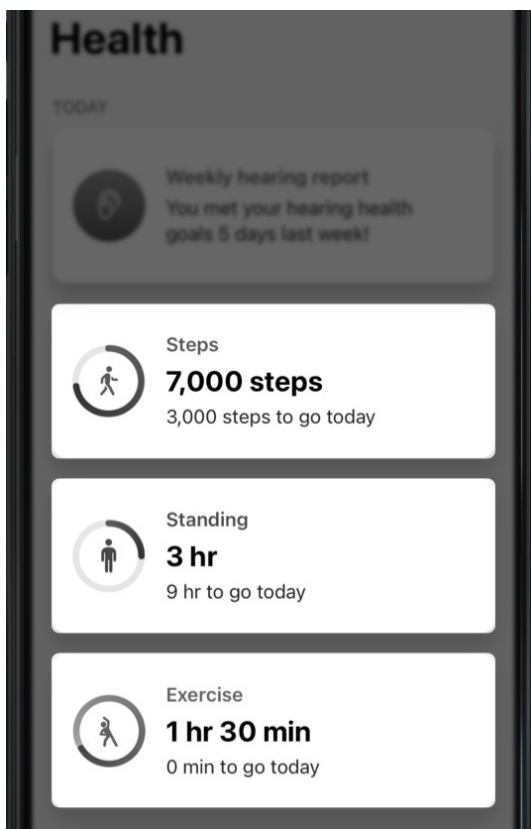 Health
TODAY
Weekly hearing report
You met your hearing health
goals 5 days last week!
Steps
7,000 steps
3,000 steps to go today
Standing
3 hr
9 hr to go today
Exercise
1 hr 30 min
0 min to go today